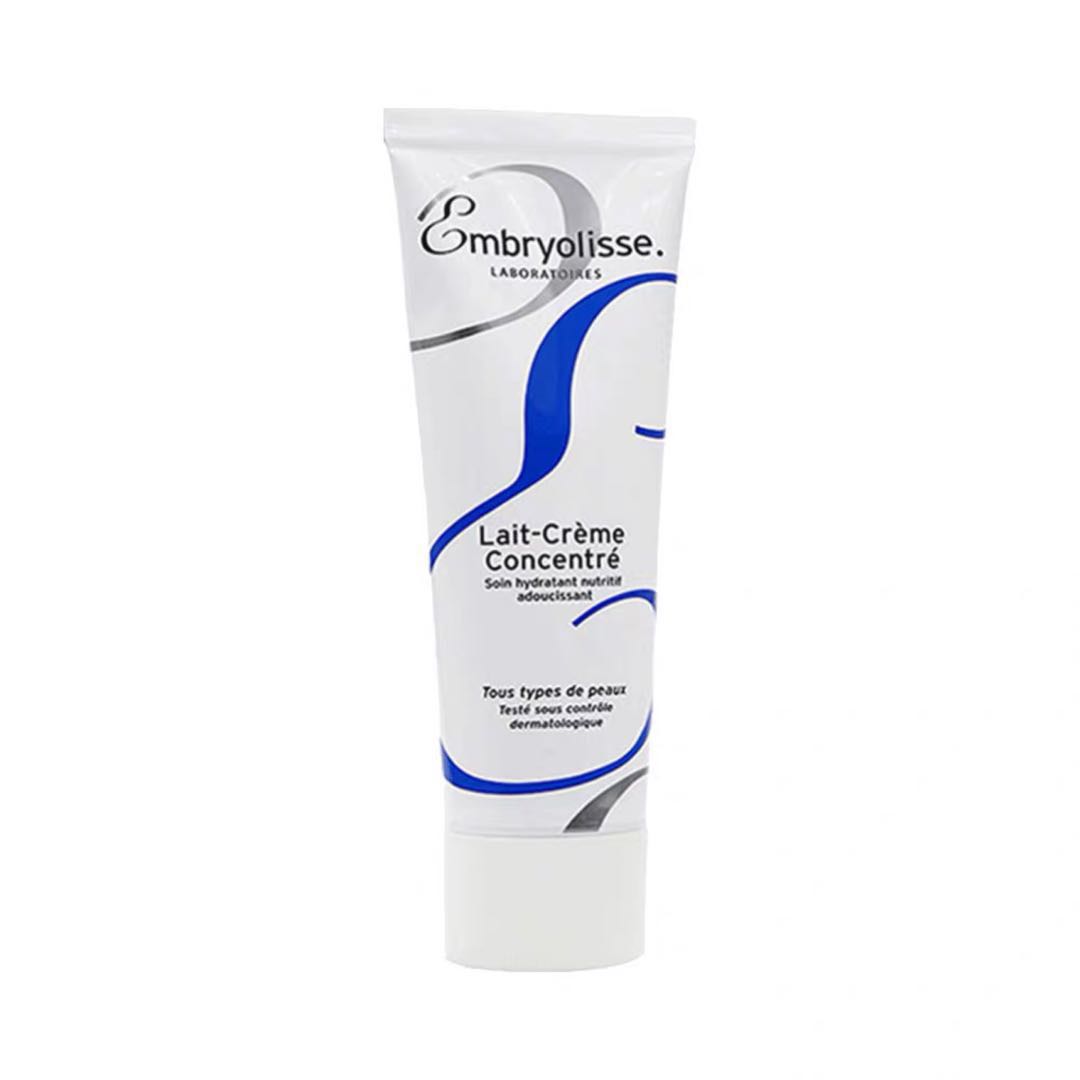 Embryolisse.
LABORATOIRES
Lait-Crème
Concentré
Soin hydratant nutritif
adoucissant
Tous types de peaux
Testé sous contrôle
dermatologique